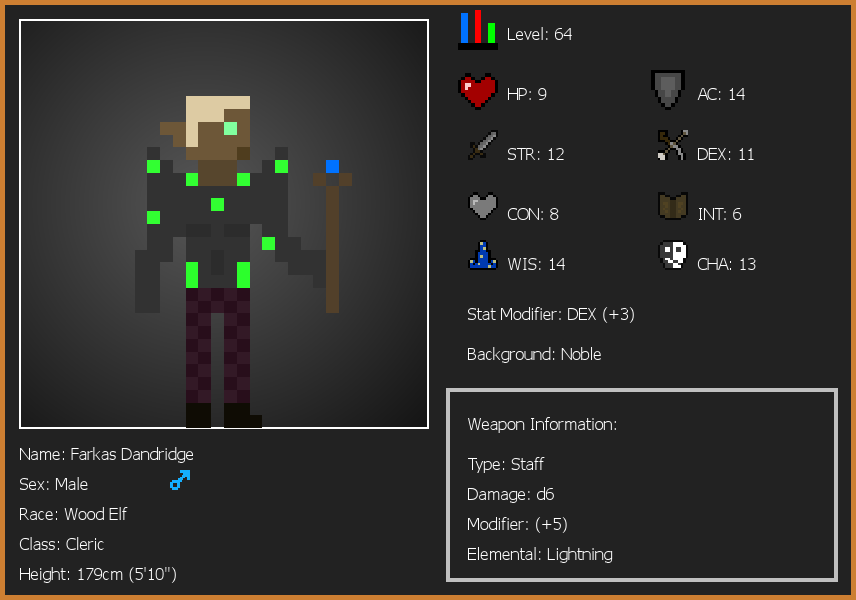 Level: 64
HP: 9
AC: 14
STR: 12
DEX: 11
CON: 8
INT: 6
WIS: 14
CHA: 13
Stat Modifier: DEX (+3)
Background: Noble
Weapon Information:
Type: Staff
Damage: d6
Modifier: (+5)
Elemental: Lightning
Name: Farkas Dandridge
Sex: Male
Race: Wood Elf
Class: Cleric
Height: 179cm (5'10")